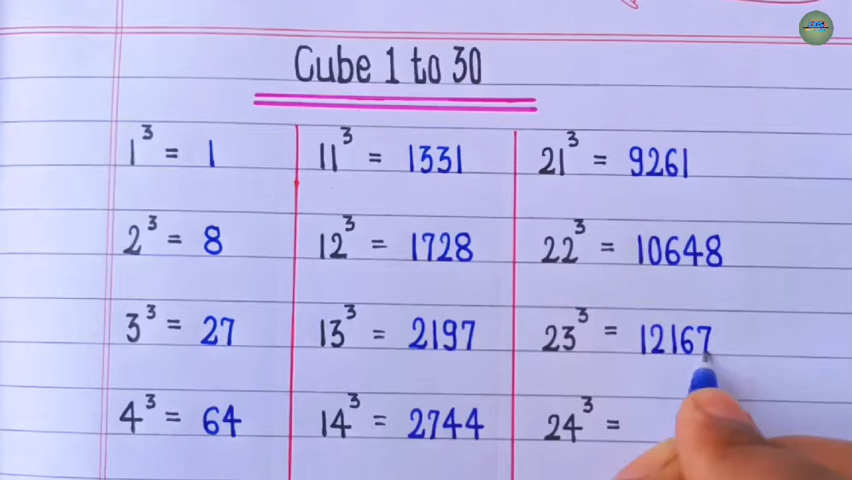 Cube 1 to 30
1³ = 1
11³ = 1331
21³ = 9261
2³ = 8
12³ = 1728
22³ = 10648
3³ = 27
13³ = 2197
23³ = 12167
4³ = 64
14³ = 2744
24³ =